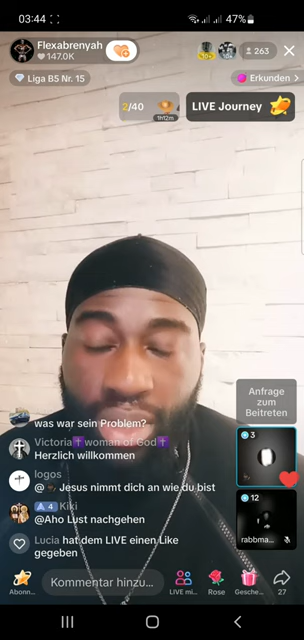 03:44
47%
Flexabrenyah
147.0K
263
Liga B5 Nr. 15
Erkunden >
2/40
1h12m
LIVE Journey
Anfrage
zum
Beitreten
was war sein Problem?
3
Victoria✝️woman of God✝️
Herzlich willkommen
logos
@ Jesus nimmt dich an wie du bist
4 Kiki
@Aho Lust nachgehen
12
rabbma...
Lucia hat dem LIVE einen Like
gegeben
Kommentar hinzu...
Abonn...
LIVE mi...
Rose
Gesche...
27